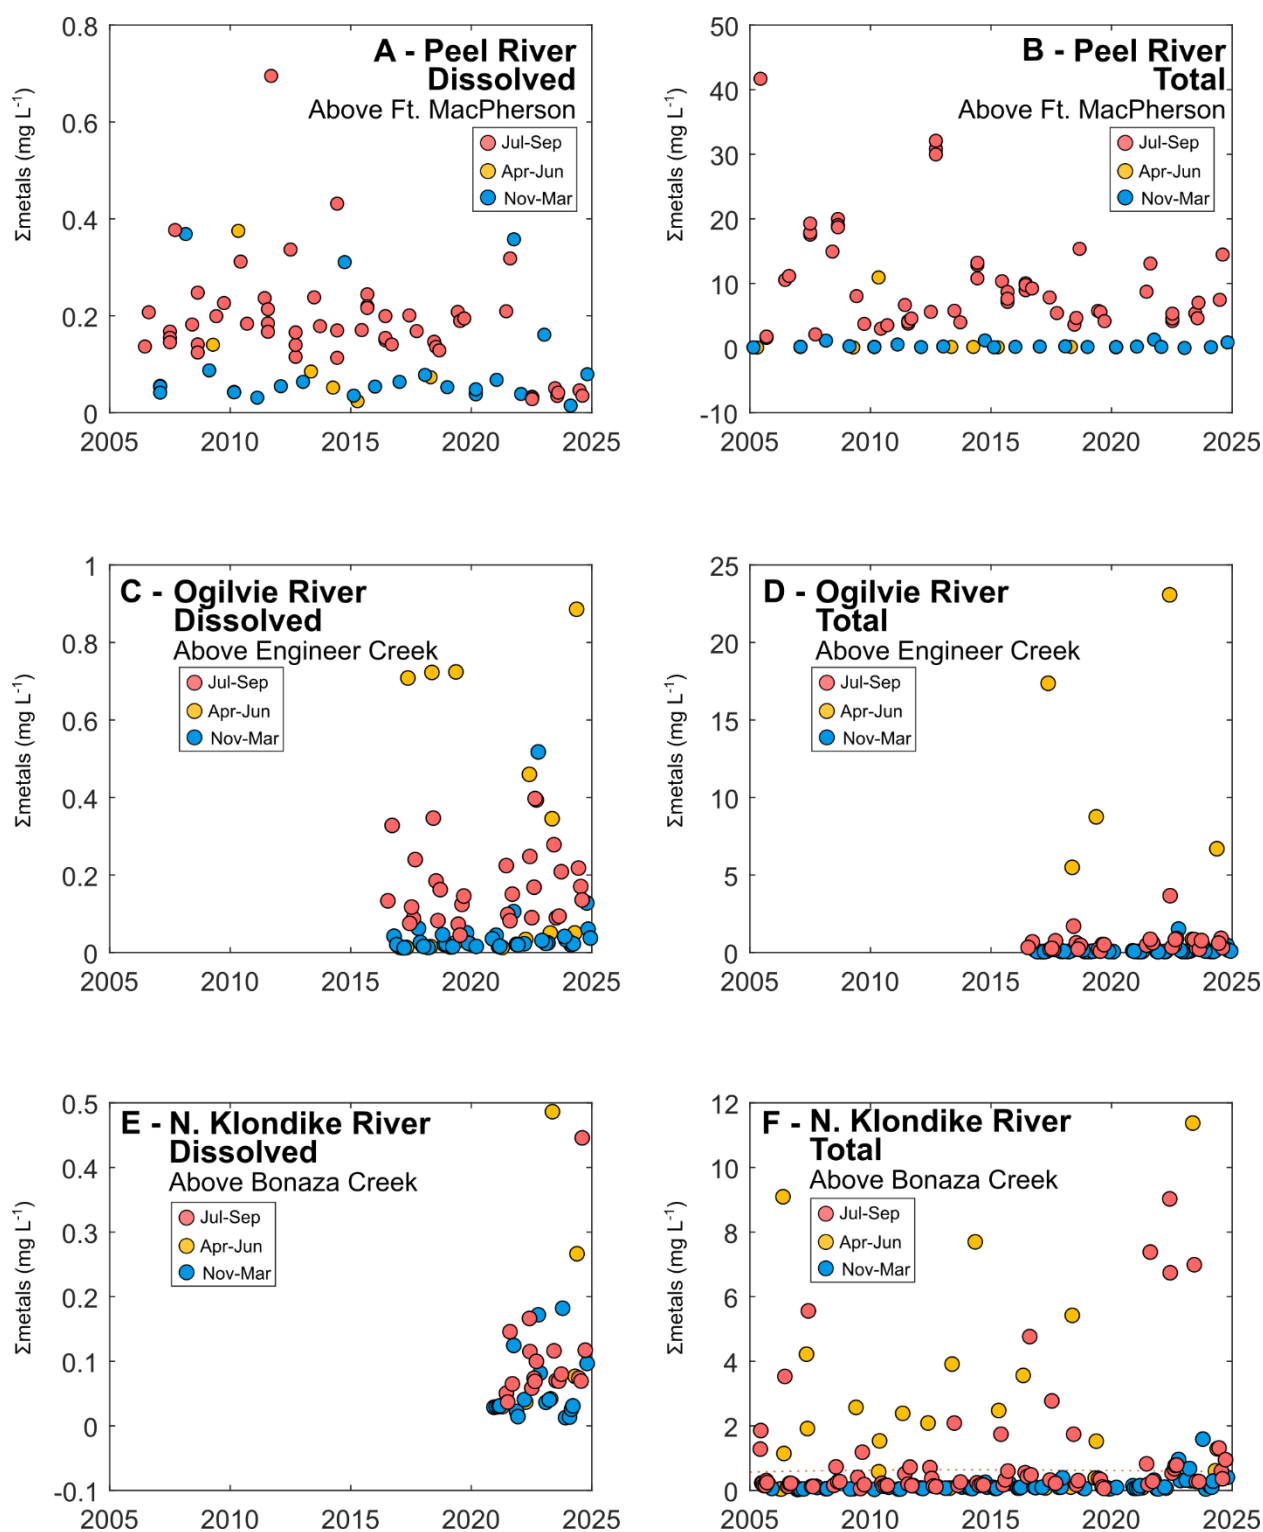 A - Peel River
Dissolved
Above Ft. MacPherson
Jul-Sep
Apr-Jun
Nov-Mar
Σmetals (mg L⁻¹)
0.8
0.6
0.4
0.2
0
2005 2010 2015 2020 2025
B - Peel River
Total
Above Ft. MacPherson
Jul-Sep
Apr-Jun
Nov-Mar
Σmetals (mg L⁻¹)
50
40
30
20
10
0
-10
2005 2010 2015 2020 2025
C - Ogilvie River
Dissolved
Above Engineer Creek
Jul-Sep
Apr-Jun
Nov-Mar
Σmetals (mg L⁻¹)
1
0.8
0.6
0.4
0.2
0
2005 2010 2015 2020 2025
D - Ogilvie River
Total
Above Engineer Creek
Jul-Sep
Apr-Jun
Nov-Mar
Σmetals (mg L⁻¹)
25
20
15
10
5
0
2005 2010 2015 2020 2025
E - N. Klondike River
Dissolved
Above Bonaza Creek
Jul-Sep
Apr-Jun
Nov-Mar
Σmetals (mg L⁻¹)
0.5
0.4
0.3
0.2
0.1
0
-0.1
2005 2010 2015 2020 2025
F - N. Klondike River
Total
Above Bonaza Creek
Jul-Sep
Apr-Jun
Nov-Mar
Σmetals (mg L⁻¹)
12
10
8
6
4
2
0
2005 2010 2015 2020 2025